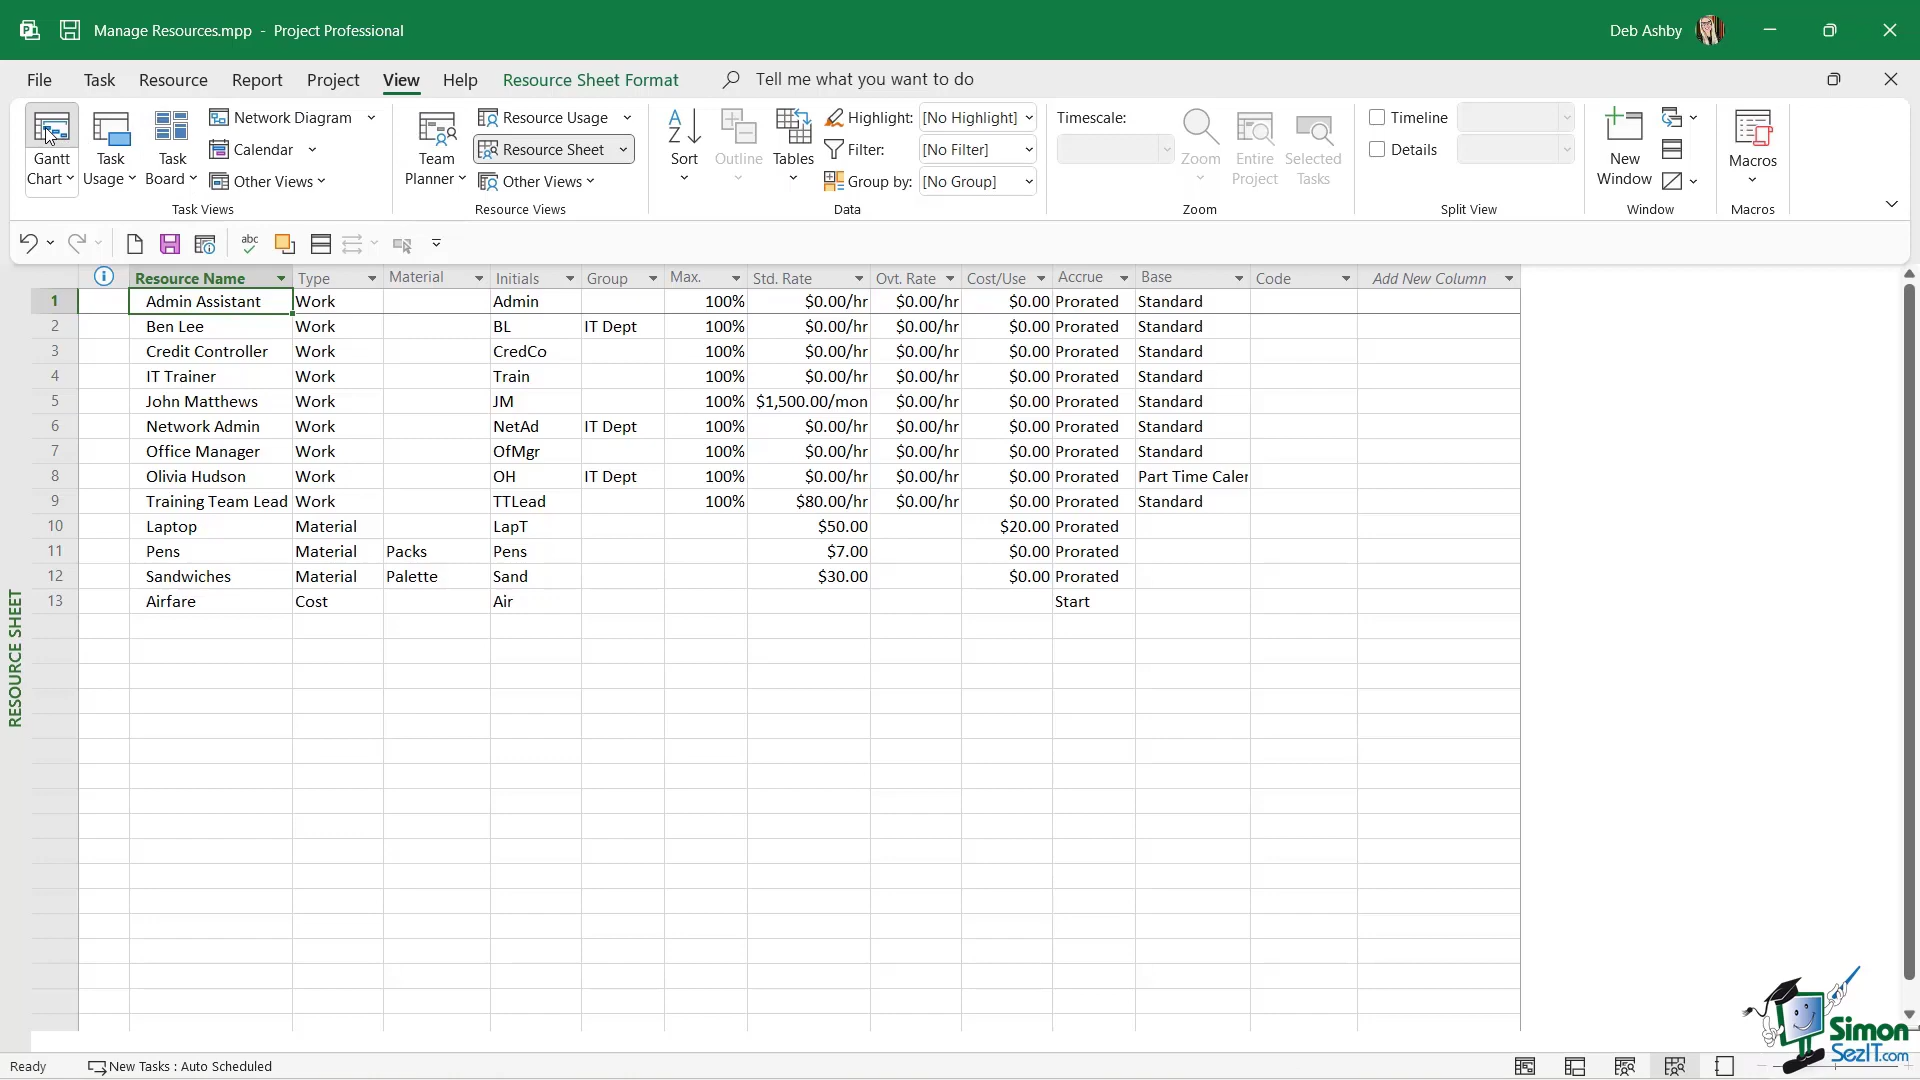 Manage Resources.mpp - Project Professional
Deb Ashby
File Task Resource Report Project View Help Resource Sheet Format Tell me what you want to do
Gantt Chart
Task Usage
Task Board
Network Diagram
Calendar
Other Views
Task Views
Team Planner
Resource Usage
Resource Sheet
Other Views
Resource Views
Sort
Outline
Tables
Highlight: [No Highlight]
Filter: [No Filter]
Group by: [No Group]
Data
Timescale:
Zoom
Entire Project
Selected Tasks
Zoom
Timeline
Details
Split View
New Window
Window
Macros
Macros
abc
Resource Name Type Material Initials Group Max. Std. Rate Ovt. Rate Cost/Use Accrue Base Code Add New Column
1 Admin Assistant Work Admin 100% $0.00/hr $0.00/hr $0.00 Prorated Standard
2 Ben Lee Work BL IT Dept 100% $0.00/hr $0.00/hr $0.00 Prorated Standard
3 Credit Controller Work CredCo 100% $0.00/hr $0.00/hr $0.00 Prorated Standard
4 IT Trainer Work Train 100% $0.00/hr $0.00/hr $0.00 Prorated Standard
5 John Matthews Work JM 100% $1,500.00/mon $0.00/hr $0.00 Prorated Standard
6 Network Admin Work NetAd IT Dept 100% $0.00/hr $0.00/hr $0.00 Prorated Standard
7 Office Manager Work OfMgr 100% $0.00/hr $0.00/hr $0.00 Prorated Standard
8 Olivia Hudson Work OH IT Dept 100% $0.00/hr $0.00/hr $0.00 Prorated Part Time Caler
9 Training Team Lead Work TTLead 100% $80.00/hr $0.00/hr $0.00 Prorated Standard
10 Laptop Material LapT $50.00 $20.00 Prorated
11 Pens Material Packs Pens $7.00 $0.00 Prorated
12 Sandwiches Material Palette Sand $30.00 $0.00 Prorated
13 Airfare Cost Air Start
RESOURCE SHEET
Simon
SezIT.com
Ready New Tasks : Auto Scheduled